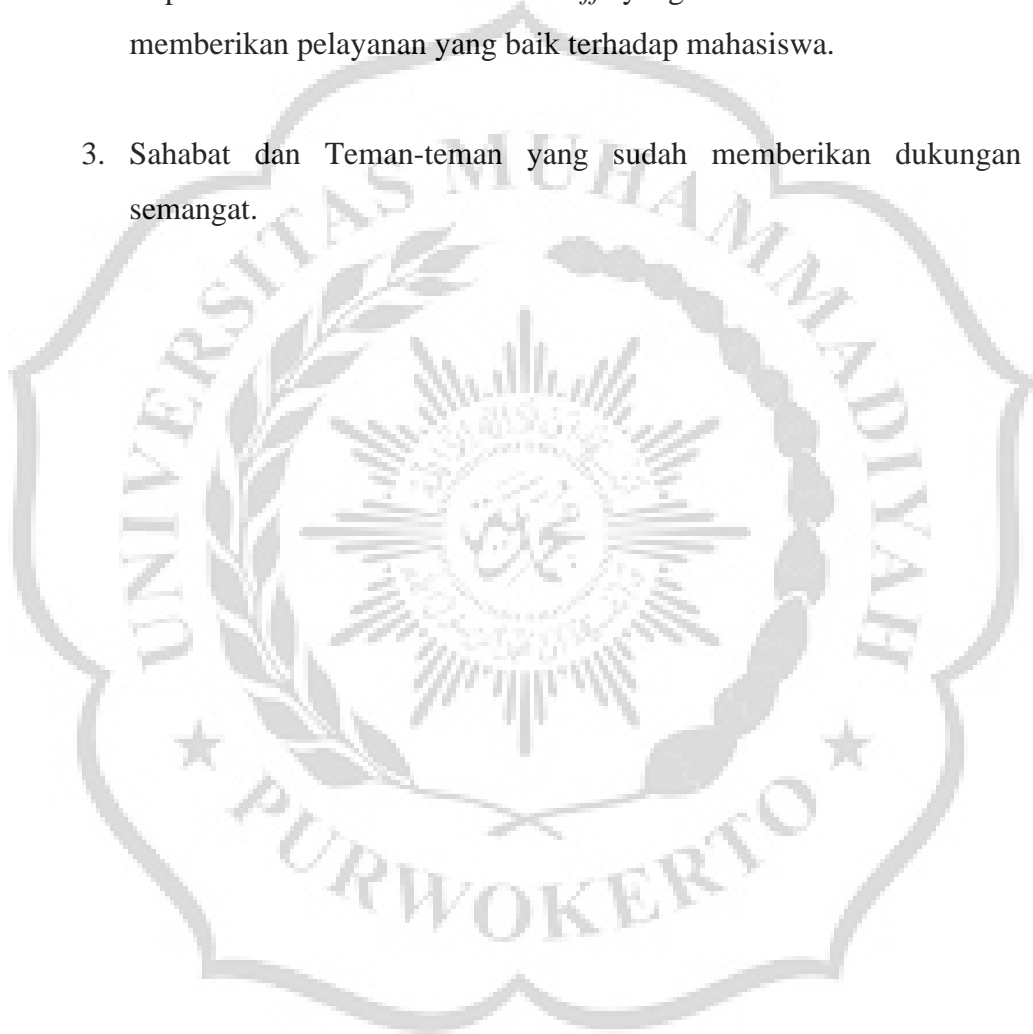 memberikan pelayanan yang baik terhadap mahasiswa.
3. Sahabat dan Teman-teman yang sudah memberikan dukungan
semangat.
UNIVERSITAS MUHAMMADIYAH
PURWOKERTO